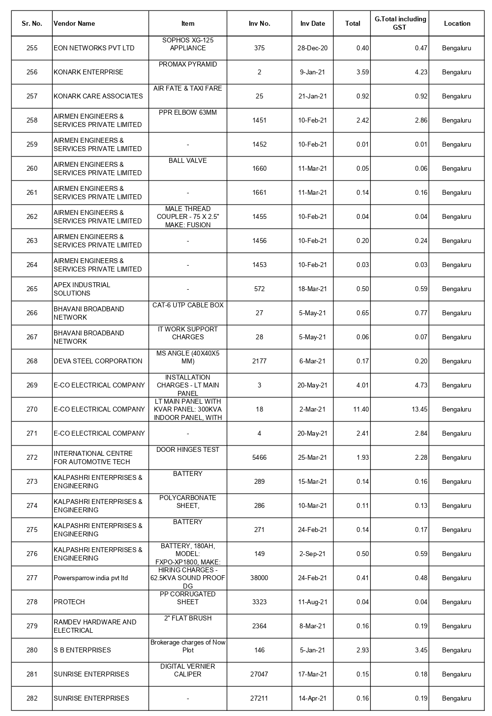 Sr. No. Vendor Name Item Inv No. Inv Date Total G.Total including GST Location
255 EON NETWORKS PVT LTD SOPHOS XG-125 APPLIANCE 375 28-Dec-20 0.40 0.47 Bengaluru
256 KONARK ENTERPRISE PROMAX PYRAMID 2 9-Jan-21 3.59 4.23 Bengaluru
257 KONARK CARE ASSOCIATES AIR FATE & TAXI FARE 25 21-Jan-21 0.92 0.92 Bengaluru
258 AIRMEN ENGINEERS & SERVICES PRIVATE LIMITED PPR ELBOW 63MM 1451 10-Feb-21 2.42 2.86 Bengaluru
259 AIRMEN ENGINEERS & SERVICES PRIVATE LIMITED - 1452 10-Feb-21 0.01 0.01 Bengaluru
260 AIRMEN ENGINEERS & SERVICES PRIVATE LIMITED BALL VALVE 1660 11-Mar-21 0.05 0.06 Bengaluru
261 AIRMEN ENGINEERS & SERVICES PRIVATE LIMITED - 1661 11-Mar-21 0.14 0.16 Bengaluru
262 AIRMEN ENGINEERS & SERVICES PRIVATE LIMITED MALE THREAD COUPLER - 75 X 2.5" MAKE: FUSION 1455 10-Feb-21 0.04 0.04 Bengaluru
263 AIRMEN ENGINEERS & SERVICES PRIVATE LIMITED - 1456 10-Feb-21 0.20 0.24 Bengaluru
264 AIRMEN ENGINEERS & SERVICES PRIVATE LIMITED - 1453 10-Feb-21 0.03 0.03 Bengaluru
265 APEX INDUSTRIAL SOLUTIONS - 572 18-Mar-21 0.50 0.59 Bengaluru
266 BHAVANI BROADBAND NETWORK CAT-6 UTP CABLE BOX 27 5-May-21 0.65 0.77 Bengaluru
267 BHAVANI BROADBAND NETWORK IT WORK SUPPORT CHARGES 28 5-May-21 0.06 0.07 Bengaluru
268 DEVA STEEL CORPORATION MS ANGLE (40X40X5 MM) 2177 6-Mar-21 0.17 0.20 Bengaluru
269 E-CO ELECTRICAL COMPANY INSTALLATION CHARGES - LT MAIN PANEL 3 20-May-21 4.01 4.73 Bengaluru
270 E-CO ELECTRICAL COMPANY LT MAIN PANEL WITH KVAR PANEL: 300KVA INDOOR PANEL, WITH 18 2-Mar-21 11.40 13.45 Bengaluru
271 E-CO ELECTRICAL COMPANY - 4 20-May-21 2.41 2.84 Bengaluru
272 INTERNATIONAL CENTRE FOR AUTOMOTIVE TECH DOOR HINGES TEST 5466 25-Mar-21 1.93 2.28 Bengaluru
273 KALPASHRI ENTERPRISES & ENGINEERING BATTERY 289 15-Mar-21 0.14 0.16 Bengaluru
274 KALPASHRI ENTERPRISES & ENGINEERING POLYCARBONATE SHEET, 286 10-Mar-21 0.11 0.13 Bengaluru
275 KALPASHRI ENTERPRISES & ENGINEERING BATTERY 271 24-Feb-21 0.14 0.17 Bengaluru
276 KALPASHRI ENTERPRISES & ENGINEERING BATTERY, 180AH, MODEL: FXPO-XP1800, MAKE: 149 2-Sep-21 0.50 0.59 Bengaluru
277 Powersparrow india pvt ltd HIRING CHARGES - 62.5KVA SOUND PROOF DG 38000 24-Feb-21 0.41 0.48 Bengaluru
278 PROTECH PP CORRUGATED SHEET 3323 11-Aug-21 0.04 0.04 Bengaluru
279 RAMDEV HARDWARE AND ELECTRICAL 2" FLAT BRUSH 2364 8-Mar-21 0.16 0.19 Bengaluru
280 S B ENTERPRISES Brokerage charges of Now Plot 146 5-Jan-21 2.93 3.45 Bengaluru
281 SUNRISE ENTERPRISES DIGITAL VERNIER CALIPER 27047 17-Mar-21 0.15 0.18 Bengaluru
282 SUNRISE ENTERPRISES - 27211 14-Apr-21 0.16 0.19 Bengaluru